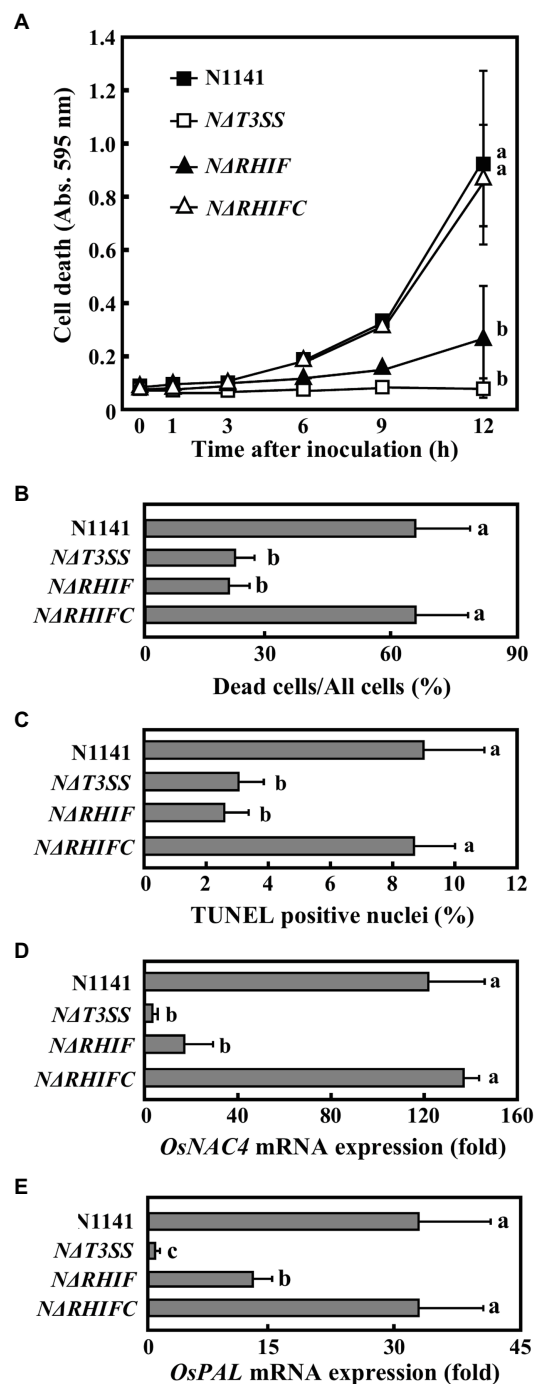 A
1.4
1.2
1.0
0.8
0.6
0.4
0.2
0
Cell death (Abs. 595 nm)
N1141
NΔT3SS
NΔRHIF
NΔRHIFC
a
a
b
b
0 1 3 6 9 12
Time after inoculation (h)
B
N1141 a
NΔT3SS b
NΔRHIF b
NΔRHIFC a
0 30 60 90
Dead cells/All cells (%)
C
N1141 a
NΔT3SS b
NΔRHIF b
NΔRHIFC a
0 2 4 6 8 10 12
TUNEL positive nuclei (%)
D
N1141 a
NΔT3SS b
NΔRHIF b
NΔRHIFC a
0 40 80 120 160
OsNAC4 mRNA expression (fold)
E
N1141 a
NΔT3SS c
NΔRHIF b
NΔRHIFC a
0 15 30 45
OsPAL mRNA expression (fold)